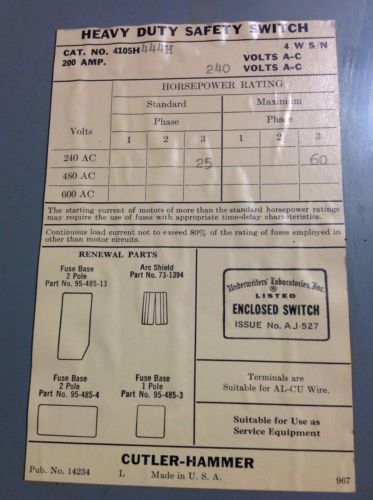 HEAVY DUTY SAFETY SWITCH
CAT. NO. 4105H444H 4 W S/N
200 AMP. 240 VOLTS A-C
VOLTS A-C
HORSEPOWER RATING
Standard Maximum
Phase Phase
Volts 1 2 3 1 2 3
240 AC 25 60
480 AC
600 AC
The starting current of motors of more than the standard horsepower ratings
may require the use of fuses with appropriate time-delay characteristics.
Continuous load current not to exceed 80% of the rating of fuses employed in
other than motor circuits.
RENEWAL PARTS
Fuse Base
2 Pole
Part No. 95-485-13
Arc Shield
Part No. 73-1394
Fuse Base
2 Pole
Part No. 95-485-4
Fuse Base
1 Pole
Part No. 95-485-3
Underwriters' Laboratories, Inc.
®
LISTED
ENCLOSED SWITCH
ISSUE No. AJ-527
Terminals are
Suitable for AL-CU Wire.
Suitable for Use as
Service Equipment
CUTLER-HAMMER
Pub. No. 14234 L Made in U. S. A. 967